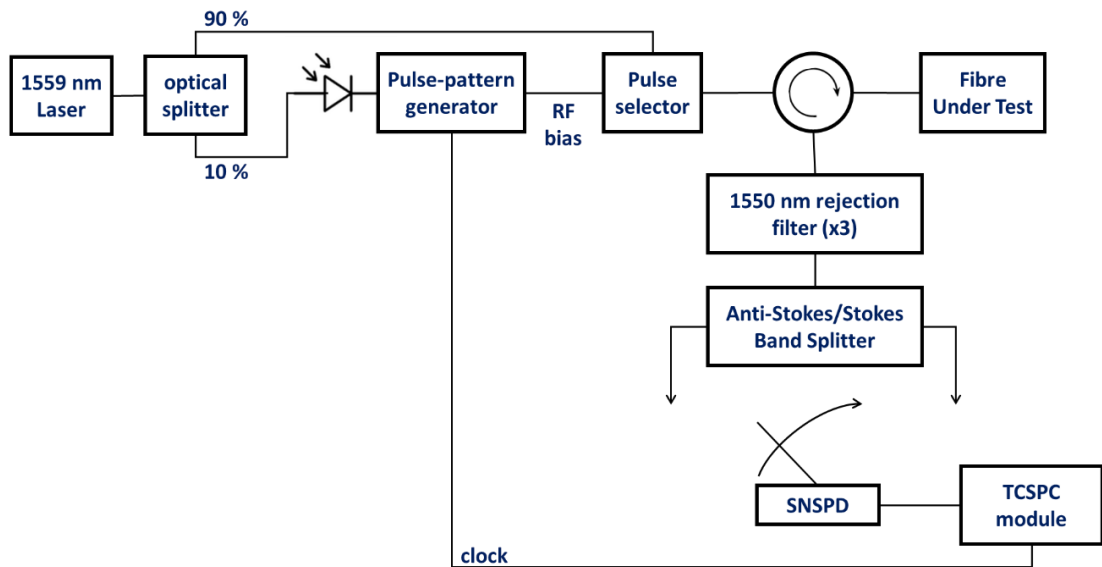 90 %
1559 nm
Laser
optical
splitter
10 %
Pulse-pattern
generator
RF
bias
Pulse
selector
Fibre
Under Test
1550 nm rejection
filter (x3)
Anti-Stokes/Stokes
Band Splitter
SNSPD
TCSPC
module
clock